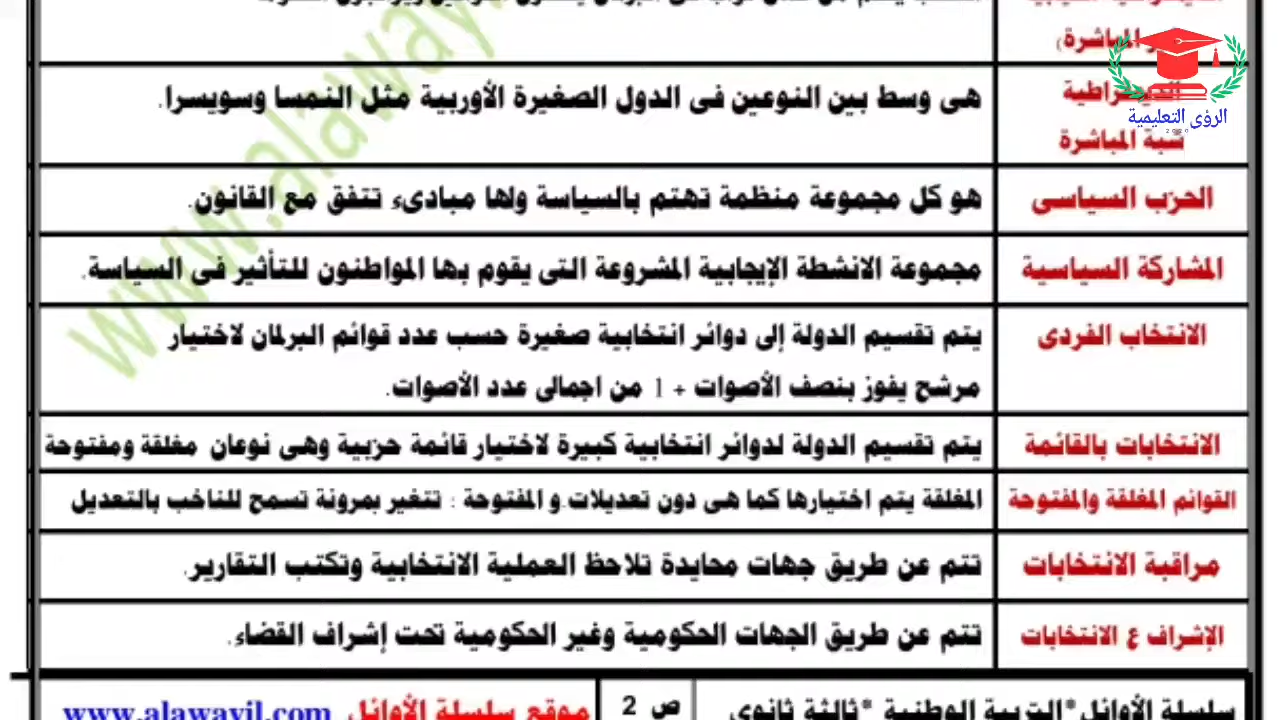 المباشرة)
الديمقراطية
شبة المباشرة
هى وسط بين النوعين فى الدول الصغيرة الأوربية مثل النمسا وسويسرا.
الحزب السياسى
هو كل مجموعة منظمة تهتم بالسياسة ولها مبادىء تتفق مع القانون.
المشاركة السياسية
مجموعة الانشطة الإيجابية المشروعة التى يقوم بها المواطنون للتأثير فى السياسة.
الانتخاب الفردى
يتم تقسيم الدولة إلى دوائر انتخابية صغيرة حسب عدد قوائم البرلمان لاختيار
مرشح يفوز بنصف الأصوات + 1 من اجمالى عدد الأصوات.
الانتخابات بالقائمة
يتم تقسيم الدولة لدوائر انتخابية كبيرة لاختيار قائمة حزبية وهى نوعان مغلقة ومفتوحة
القوائم المغلقة والمفتوحة
المغلقة يتم اختيارها كما هى دون تعديلات.و المفتوحة : تتغير بمرونة تسمح للناخب بالتعديل
مراقبة الانتخابات
تتم عن طريق جهات محايدة تلاحظ العملية الانتخابية وتكتب التقارير.
الإشراف ع الانتخابات
تتم عن طريق الجهات الحكومية وغير الحكومية تحت إشراف القضاء.
سلسلة الأوائل*التربية الوطنية *ثالثة ثانوى
ص 2
موقع سلسلة الأوائل www.alawayil.com
الرؤى التعليمية
2020
www.alaway